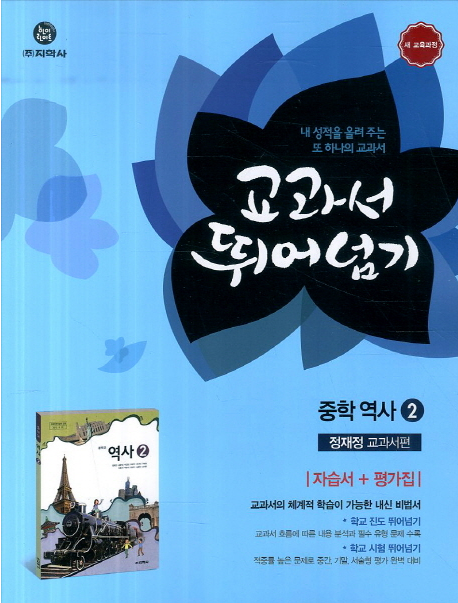 (주)지학사
새 교육과정
내 성적을 올려 주는
또 하나의 교과서
교과서
뛰어넘기
중학 역사 2
정재정 교과서편
|자습서 + 평가집|
교과서의 체계적 학습이 가능한 내신 비법서
* 학교 진도 뛰어넘기
교과서 흐름에 따른 내용 분석과 필수 유형 문제 수록
* 학교 시험 뛰어넘기
적중률 높은 문제로 중간, 기말, 서술형 평가 완벽 대비
중학교
역사 2
지학사